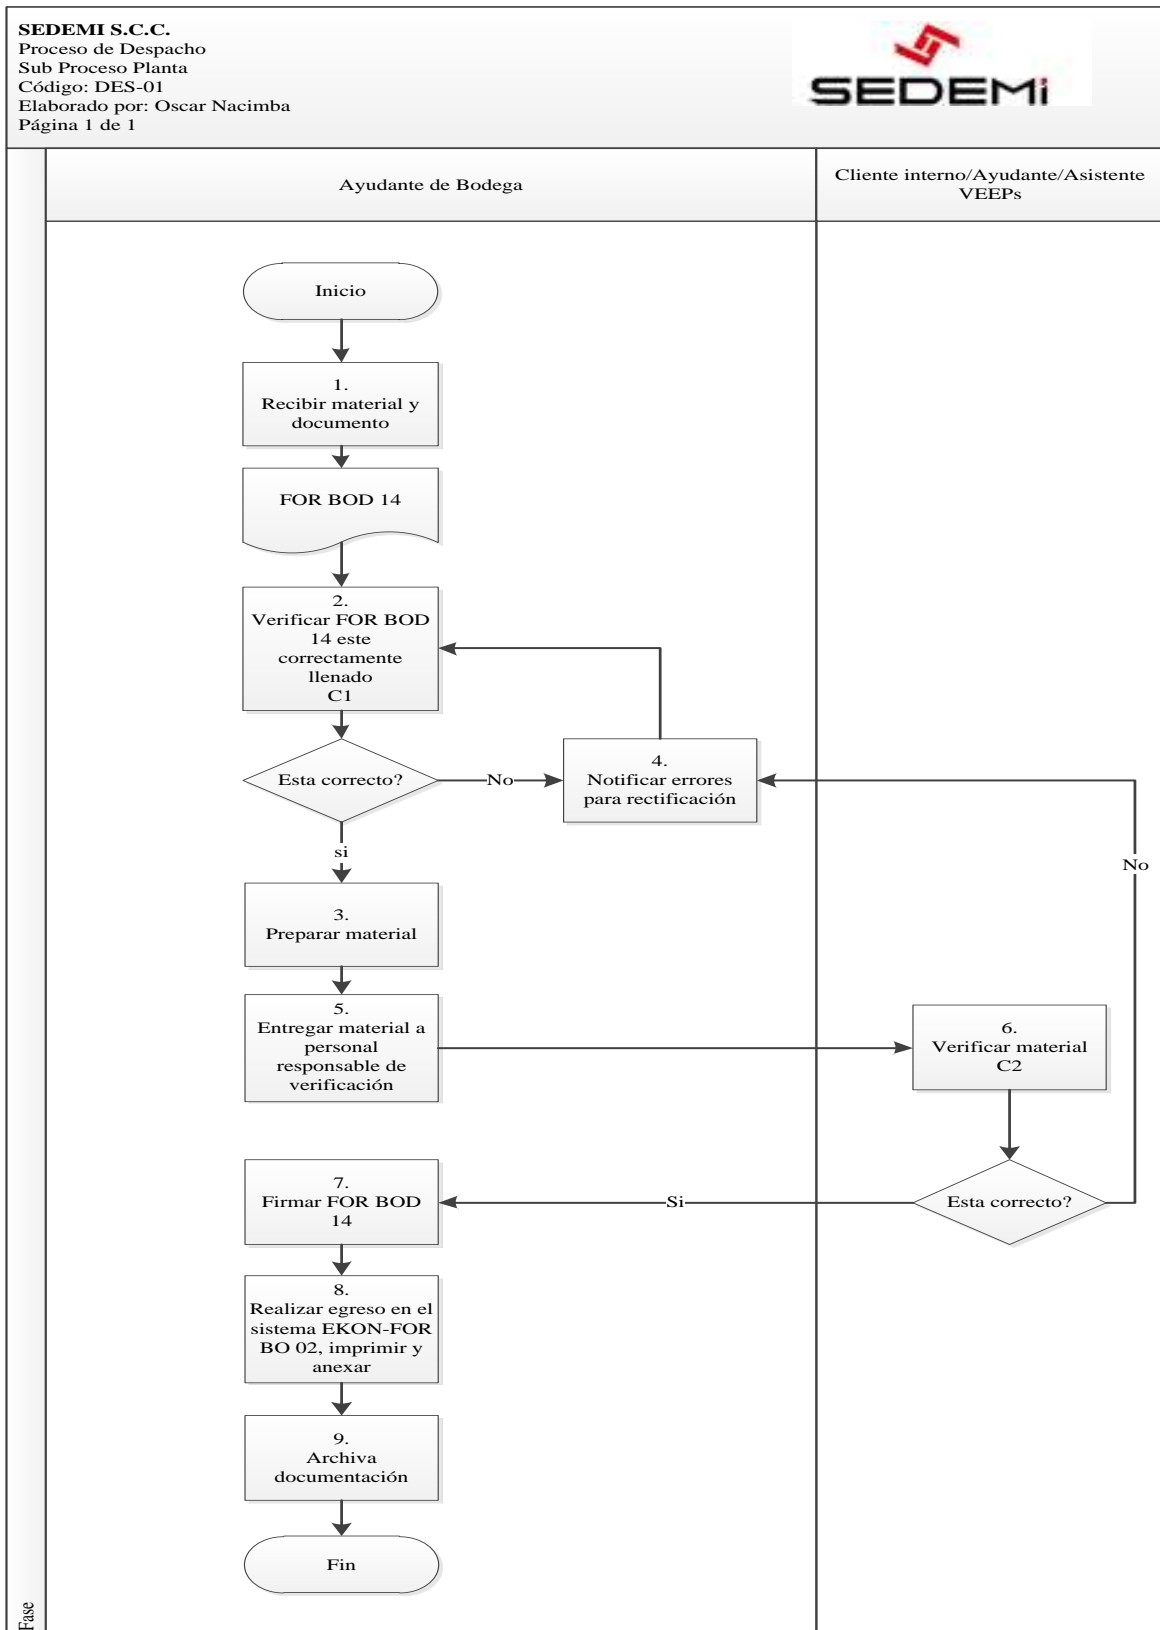 SEDEMI S.C.C.
Proceso de Despacho
Sub Proceso Planta
Código: DES-01
Elaborado por: Oscar Nacimba
Página 1 de 1
SEDEMi
Ayudante de Bodega
Cliente interno/Ayudante/Asistente
VEEPs
Inicio
1.
Recibir material y
documento
FOR BOD 14
2.
Verificar FOR BOD
14 este
correctamente
llenado
C1
Esta correcto?
No
4.
Notificar errores
para rectificación
si
No
3.
Preparar material
5.
Entregar material a
personal
responsable de
verificación
6.
Verificar material
C2
7.
Firmar FOR BOD
14
Si
Esta correcto?
8.
Realizar egreso en el
sistema EKON-FOR
BO 02, imprimir y
anexar
9.
Archiva
documentación
Fin
Fase